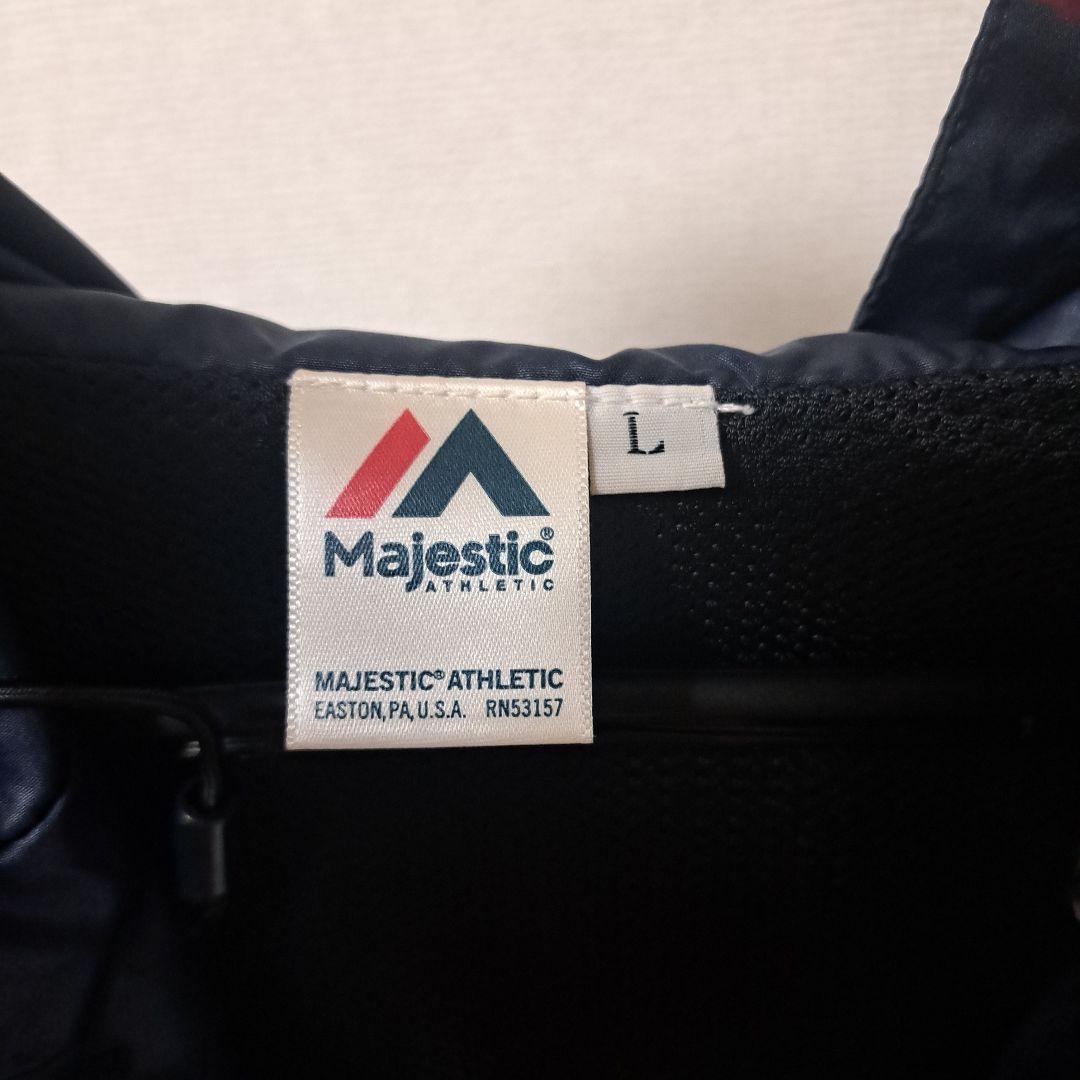 L
Majestic®
ATHLETIC
MAJESTIC® ATHLETIC
EASTON, PA, U.S.A. RN53157